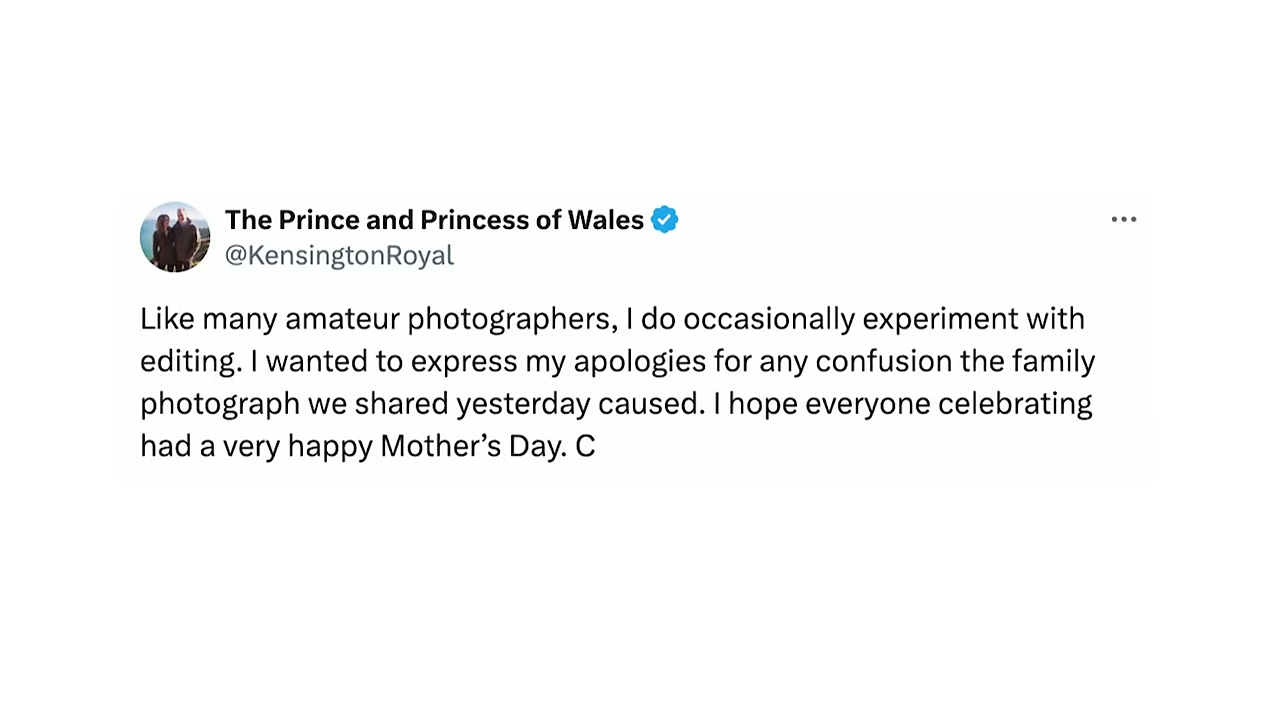 The Prince and Princess of Wales
@KensingtonRoyal
Like many amateur photographers, I do occasionally experiment with
editing. I wanted to express my apologies for any confusion the family
photograph we shared yesterday caused. I hope everyone celebrating
had a very happy Mother’s Day. C